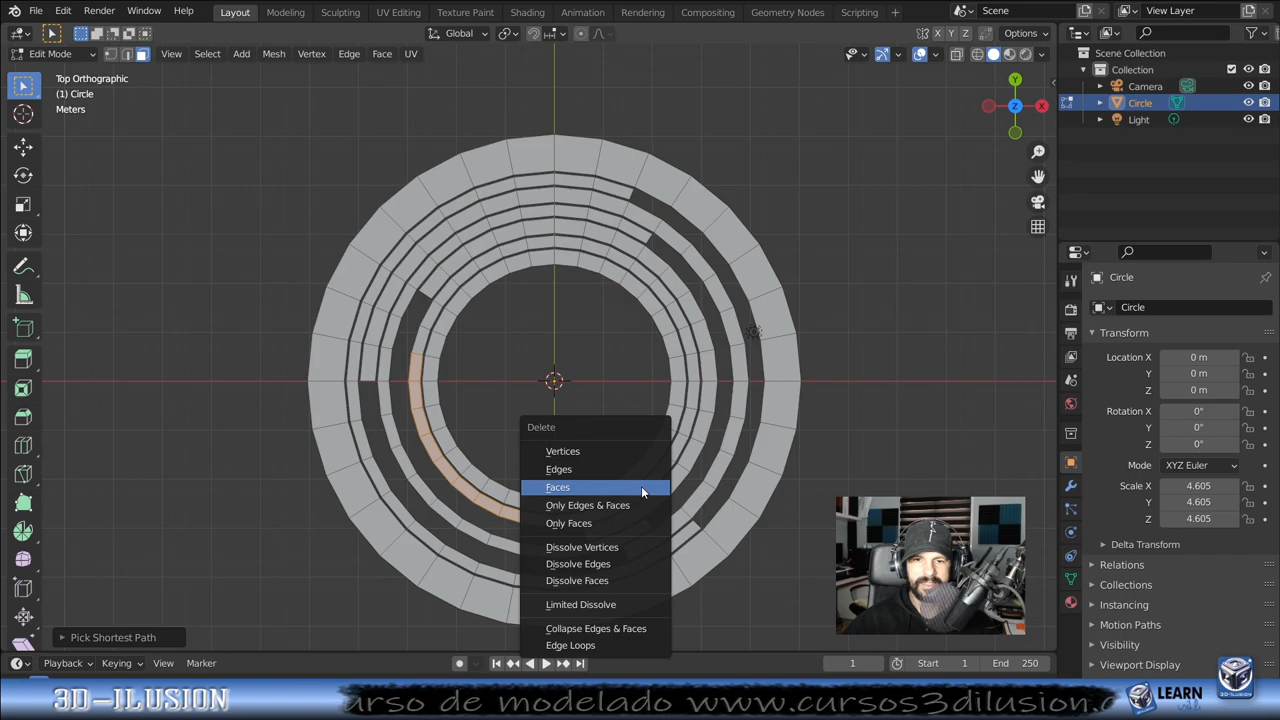 File Edit Render Window Help Layout Modeling Sculpting UV Editing Texture Paint Shading Animation Rendering Compositing Geometry Nodes Scripting + Scene View Layer
Global X Y Z Options
Edit Mode View Select Add Mesh Vertex Edge Face UV
Top Orthographic
(1) Circle
Meters
Y
Z
X
Scene Collection
Collection
Camera
Circle
Light
Circle
Circle
Transform
Location X 0 m
Y 0 m
Z 0 m
Rotation X 0°
Y 0°
Z 0°
Mode XYZ Euler
Scale X 4.605
Y 4.605
Z 4.605
Delta Transform
Relations
Collections
Instancing
Motion Paths
Visibility
Viewport Display
Delete
Vertices
Edges
Faces
Only Edges & Faces
Only Faces
Dissolve Vertices
Dissolve Edges
Dissolve Faces
Limited Dissolve
Collapse Edges & Faces
Edge Loops
Pick Shortest Path
Playback Keying View Marker 1 Start 1 End 250
3D-ILUSION urso de modelado www.cursos3dilusion. LEARN